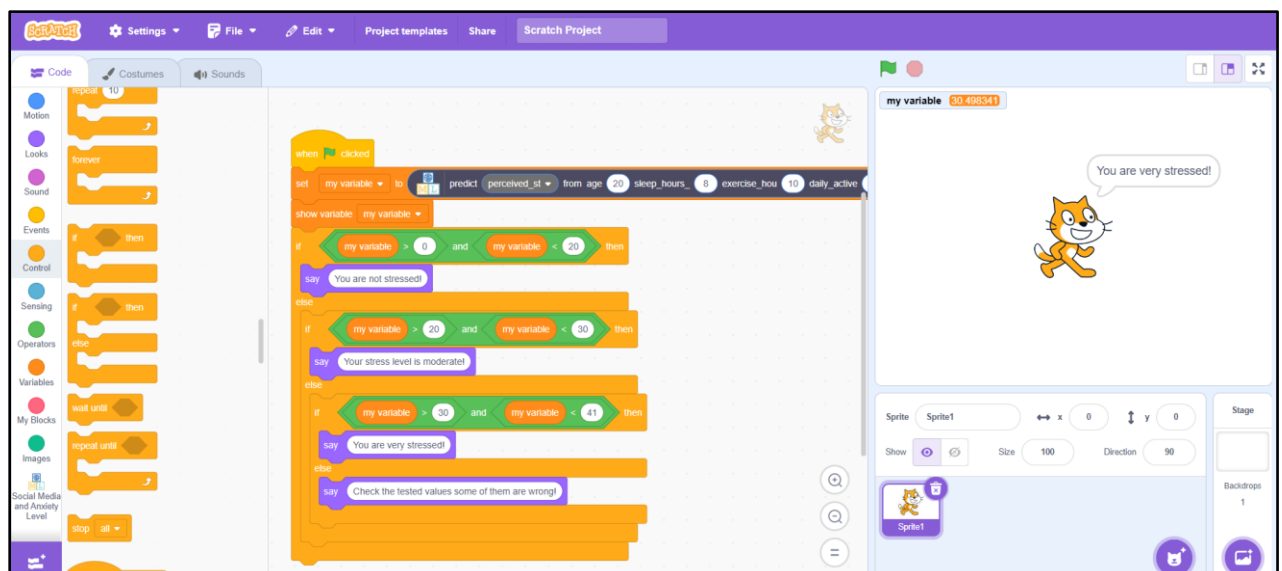 SCRATCH Settings File Edit Project templates Share Scratch Project
Code Costumes Sounds
Motion
Looks
Sound
Events
Control
Sensing
Operators
Variables
My Blocks
Images
Social Media
and Anxiety
Level
repeat 10
forever
if then
if then
else
wait until
repeat until
stop all
when clicked
set my variable to ML predict perceived_st from age 20 sleep_hours_ 8 exercise_hou 10 daily_active
show variable my variable
if my variable > 0 and my variable < 20 then
say You are not stressed!
else
if my variable > 20 and my variable < 30 then
say Your stress level is moderate!
else
if my variable > 30 and my variable < 41 then
say You are very stressed!
else
say Check the tested values some of them are wrong!
my variable 30.498341
You are very stressed!
Sprite Sprite1 x 0 y 0
Show Size 100 Direction 90
Sprite1
Stage
Backdrops
1